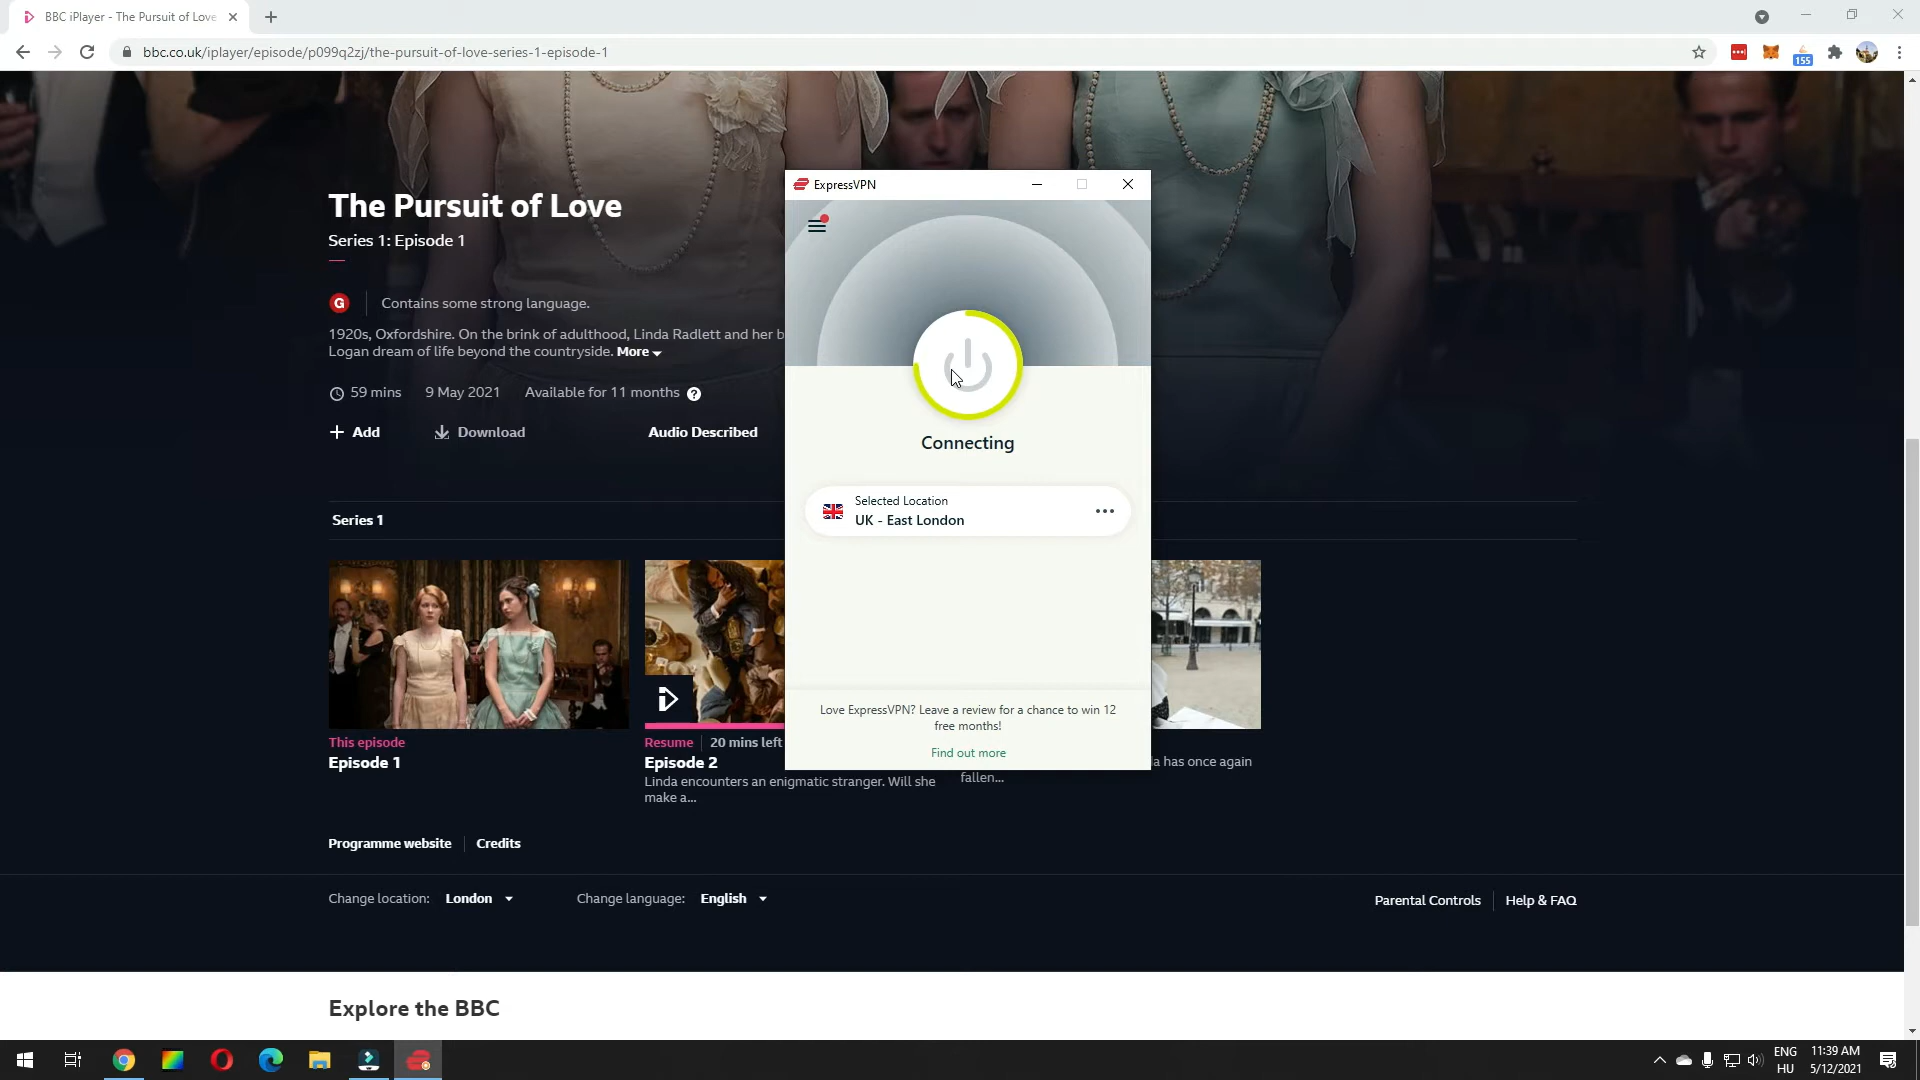 BBC iPlayer - The Pursuit of Love
bbc.co.uk/iplayer/episode/p099q2zj/the-pursuit-of-love-series-1-episode-1
155
The Pursuit of Love
Series 1: Episode 1
G
Contains some strong language.
1920s, Oxfordshire. On the brink of adulthood, Linda Radlett and her b
Logan dream of life beyond the countryside. More
59 mins 9 May 2021 Available for 11 months ?
+ Add Download Audio Described
Series 1
This episode
Episode 1
Resume 20 mins left
Episode 2
Linda encounters an enigmatic stranger. Will she
make a...
a has once again
fallen...
ExpressVPN
Connecting
Selected Location
UK - East London
Love ExpressVPN? Leave a review for a chance to win 12
free months!
Find out more
Programme website Credits
Change location: London Change language: English Parental Controls Help & FAQ
Explore the BBC
ENG 11:39 AM
HU 5/12/2021